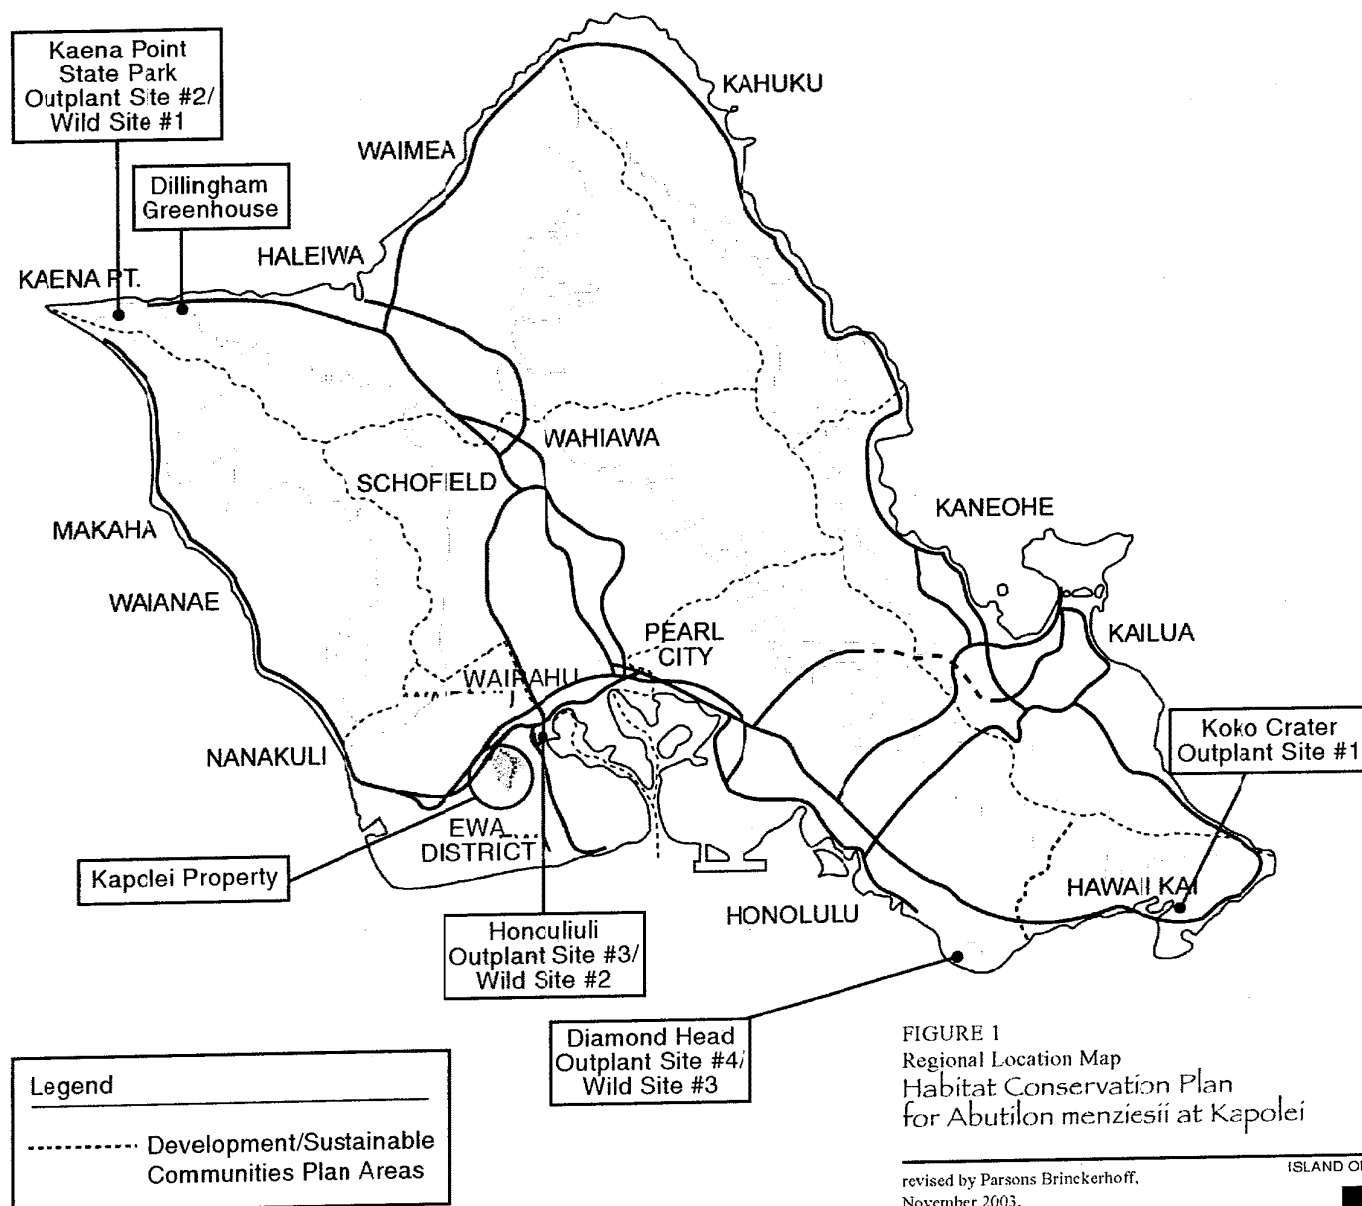 Kaena Point
State Park
Outplant Site #2/
Wild Site #1
Dillingham
Greenhouse
KAHUKU
WAIMEA
HALEIWA
KAENA PT.
WAHIAWA
SCHOFIELD
KANEOHE
MAKAHA
WAIANAE
PEARL
CITY
KAILUA
WAIPAHU
NANAKULI
Koko Crater
Outplant Site #1
EWA
DISTRICT
Kapolei Property
HAWAII KAI
HONOLULU
Honouliuli
Outplant Site #3/
Wild Site #2
Diamond Head
Outplant Site #4/
Wild Site #3
FIGURE 1
Regional Location Map
Habitat Conservation Plan
for Abutilon menziesii at Kapolei
Legend
Development/Sustainable
Communities Plan Areas
ISLAND O
revised by Parsons Brinckerhoff,
November 2003.